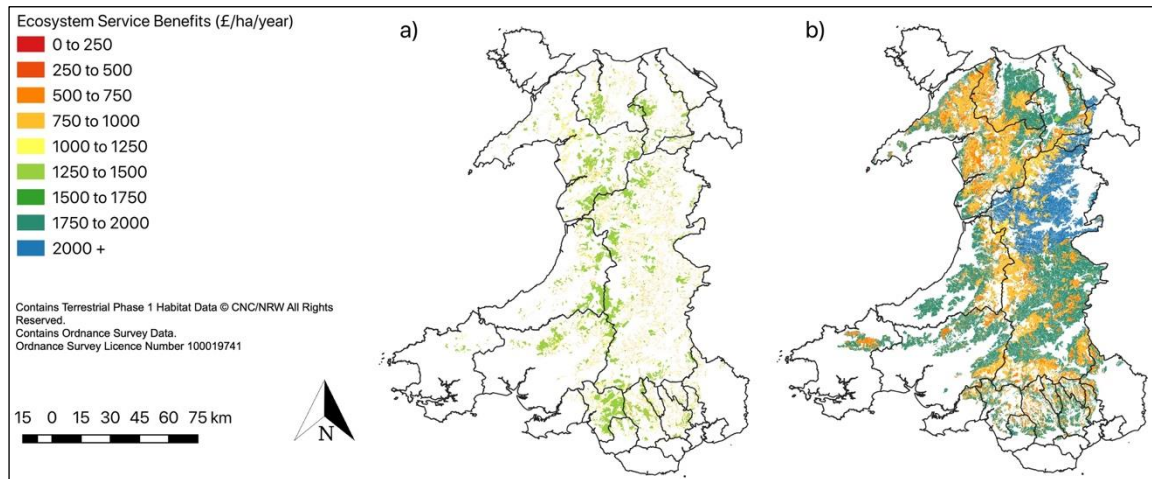 Ecosystem Service Benefits (£/ha/year)
0 to 250
250 to 500
500 to 750
750 to 1000
1000 to 1250
1250 to 1500
1500 to 1750
1750 to 2000
2000 +
Contains Terrestrial Phase 1 Habitat Data © CNC/NRW All Rights
Reserved.
Contains Ordnance Survey Data.
Ordnance Survey Licence Number 100019741
15 0 15 30 45 60 75 km
N
a)
b)